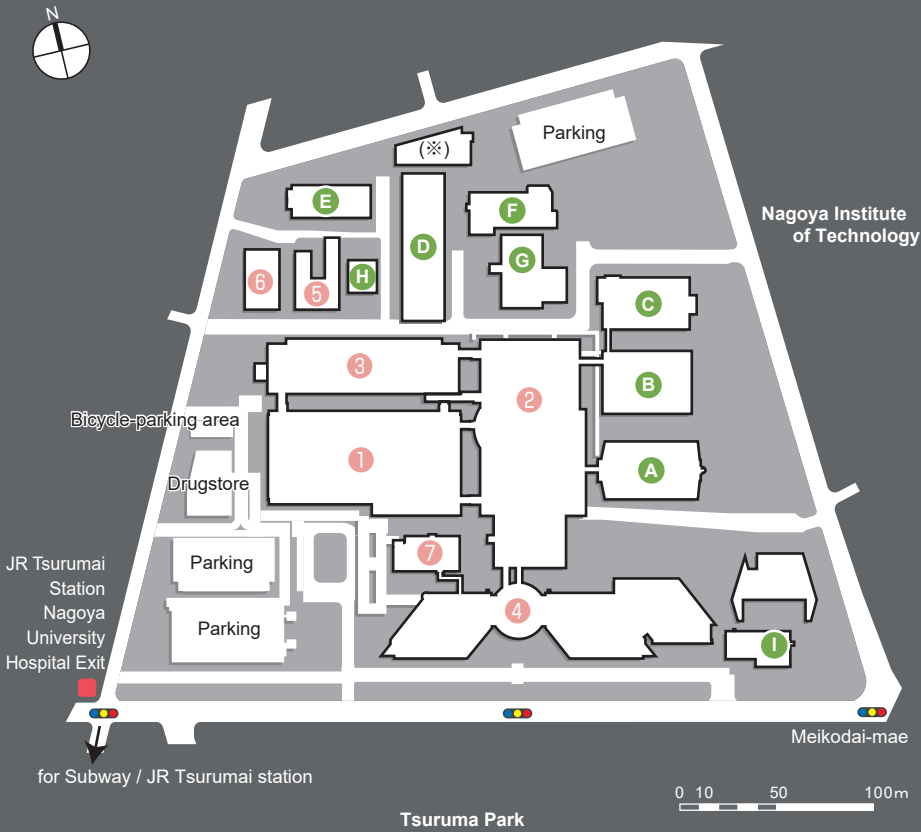 N
Parking
(※)
E
F
Nagoya Institute
of Technology
D
G
6
5
H
C
3
2
B
Bicycle-parking area
1
A
Drugstore
7
JR Tsurumai
Station
Nagoya
University
Hospital Exit
Parking
4
Parking
I
Meikodai-mae
for Subway / JR Tsurumai station
0 10 50 100m
Tsuruma Park